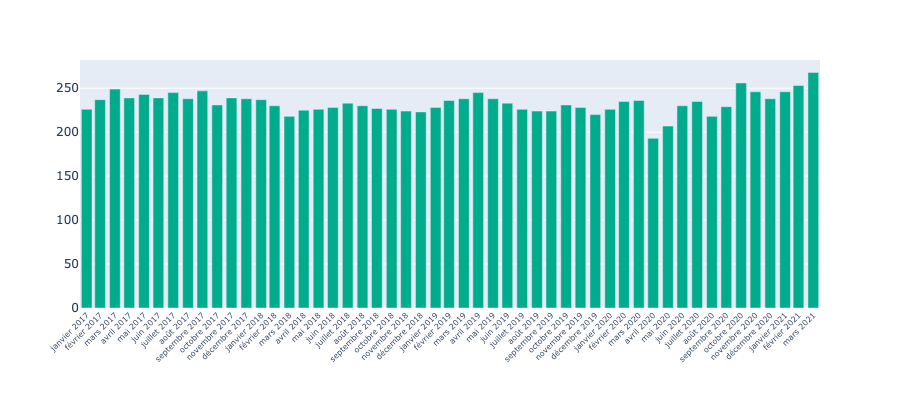 250
200
150
100
50
0
janvier 2017
février 2017
mars 2017
avril 2017
mai 2017
juin 2017
juillet 2017
août 2017
septembre 2017
octobre 2017
novembre 2017
décembre 2017
janvier 2018
février 2018
mars 2018
avril 2018
mai 2018
juin 2018
juillet 2018
août 2018
septembre 2018
octobre 2018
novembre 2018
décembre 2018
janvier 2019
février 2019
mars 2019
avril 2019
mai 2019
juin 2019
juillet 2019
août 2019
septembre 2019
octobre 2019
novembre 2019
décembre 2019
janvier 2020
février 2020
mars 2020
avril 2020
mai 2020
juin 2020
juillet 2020
août 2020
septembre 2020
octobre 2020
novembre 2020
décembre 2020
janvier 2021
février 2021
mars 2021